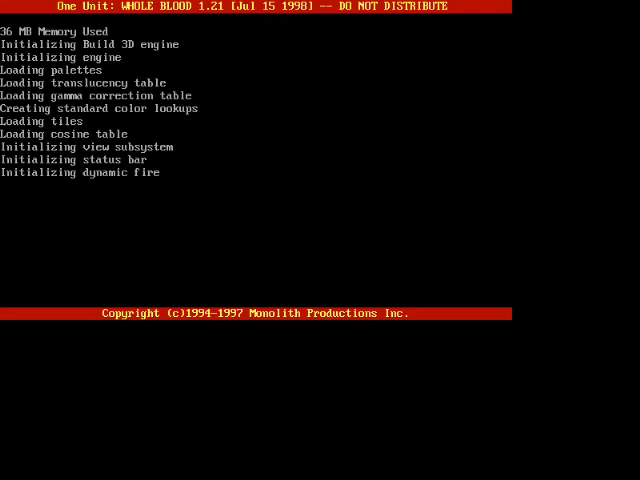 One Unit: WHOLE BLOOD 1.21 [Jul 15 1998] -- DO NOT DISTRIBUTE
36 MB Memory Used
Initializing Build 3D engine
Initializing engine
Loading palettes
Loading translucency table
Loading gamma correction table
Creating standard color lookups
Loading tiles
Loading cosine table
Initializing view subsystem
Initializing status bar
Initializing dynamic fire
Copyright (c)1994-1997 Monolith Productions Inc.